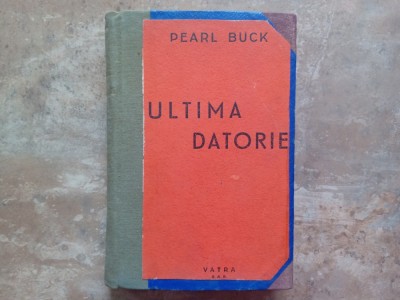 PEARL BUCK
ULTIMA
DATORIE
VATRA